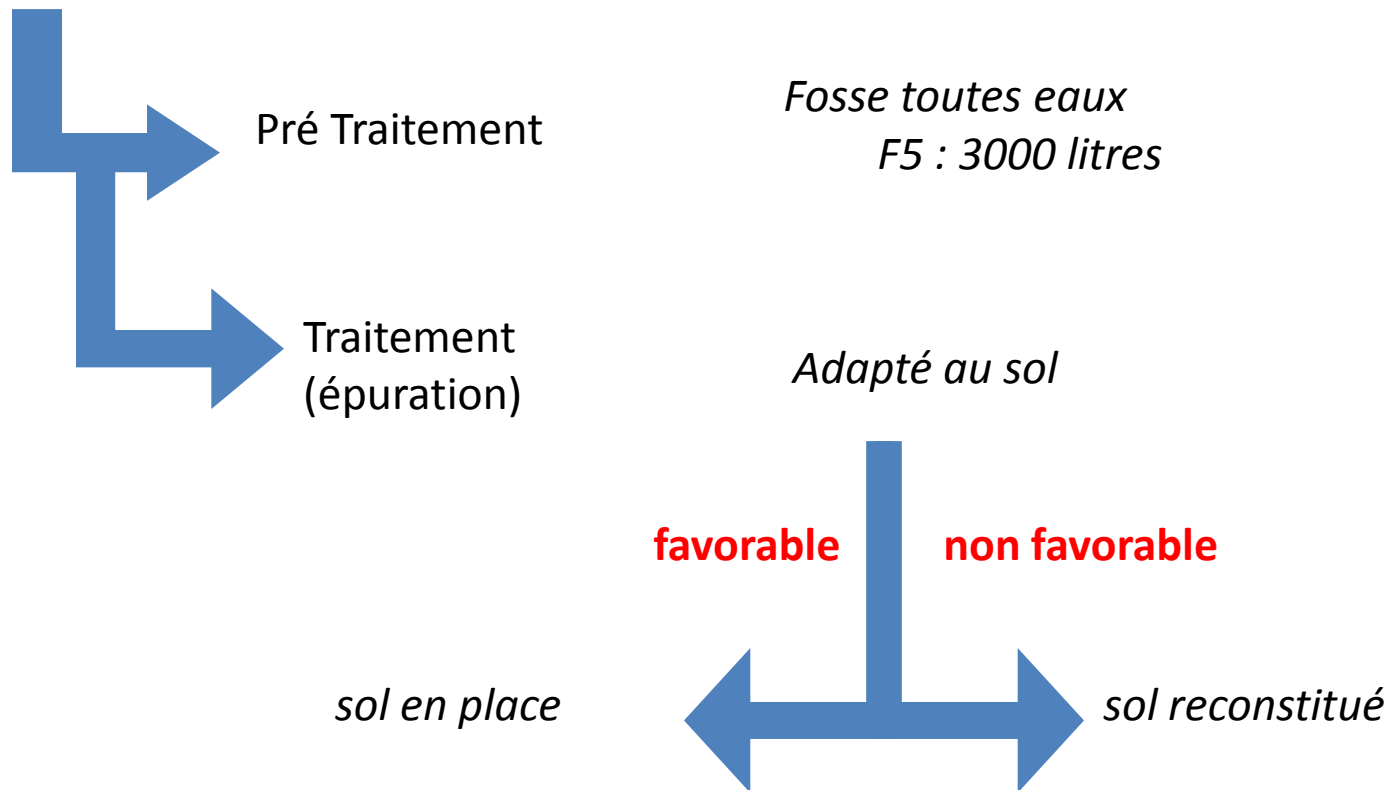 Pré Traitement
Fosse toutes eaux
F5 : 3000 litres
Traitement
(épuration)
Adapté au sol
favorable
non favorable
sol en place
sol reconstitué